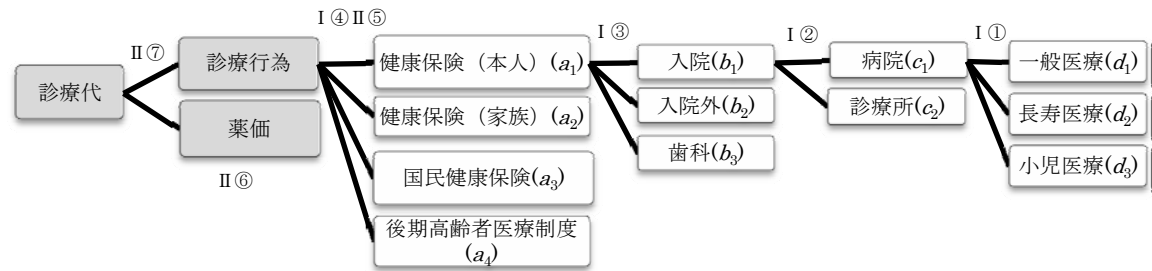 Ⅰ④Ⅱ⑤
Ⅱ⑦
Ⅰ③
Ⅰ②
Ⅰ①
診療代
診療行為
薬価
Ⅱ⑥
健康保険（本人）(a1)
健康保険（家族）(a2)
国民健康保険(a3)
後期高齢者医療制度
(a4)
入院(b1)
入院外(b2)
歯科(b3)
病院(c1)
診療所(c2)
一般医療(d1)
長寿医療(d2)
小児医療(d3)